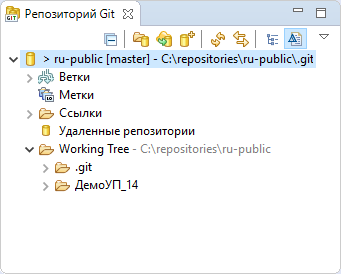 Репозиторий Git
> ru-public [master] - C:\repositories\ru-public\.git
Ветки
Метки
Ссылки
Удаленные репозитории
Working Tree - C:\repositories\ru-public
.git
ДемоУП_14